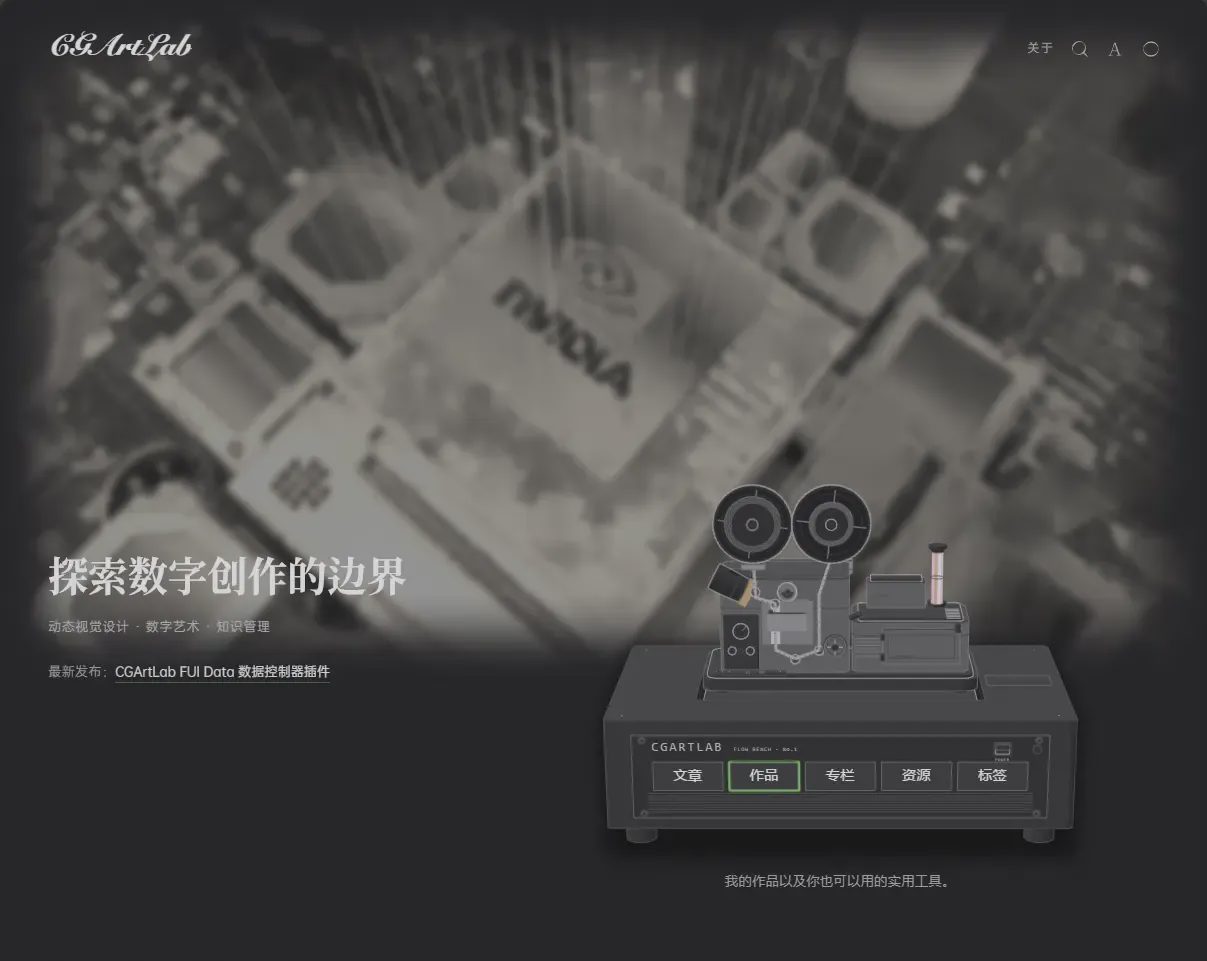 CGArtLab
关于
A
NVIDIA
探索数字创作的边界
动态视觉设计 · 数字艺术 · 知识管理
最新发布：CGArtLab FUI Data 数据控制器插件
CGARTLAB FLOW BENCH · No.1
POWER
文章 作品 专栏 资源 标签
我的作品以及你也可以用的实用工具。